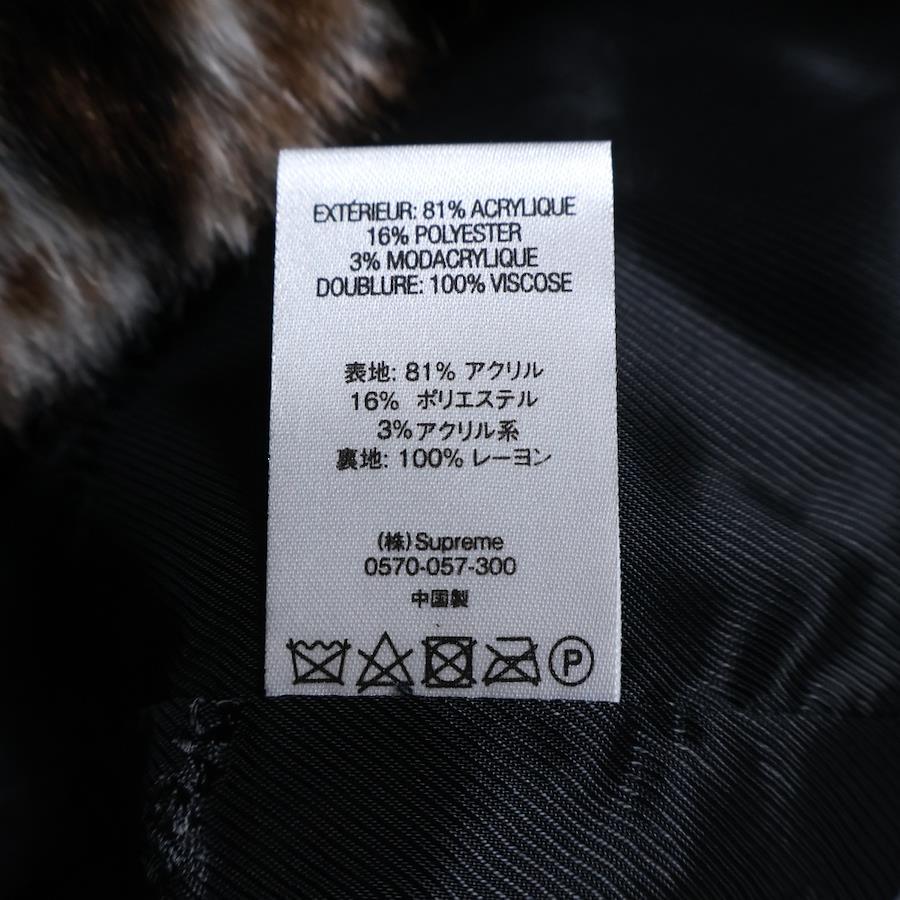 EXTÉRIEUR: 81% ACRYLIQUE
16% POLYESTER
3% MODACRYLIQUE
DOUBLURE: 100% VISCOSE
表地: 81% アクリル
16% ポリエステル
3% アクリル系
裏地: 100% レーヨン
(株)Supreme
0570-057-300
中国製
P